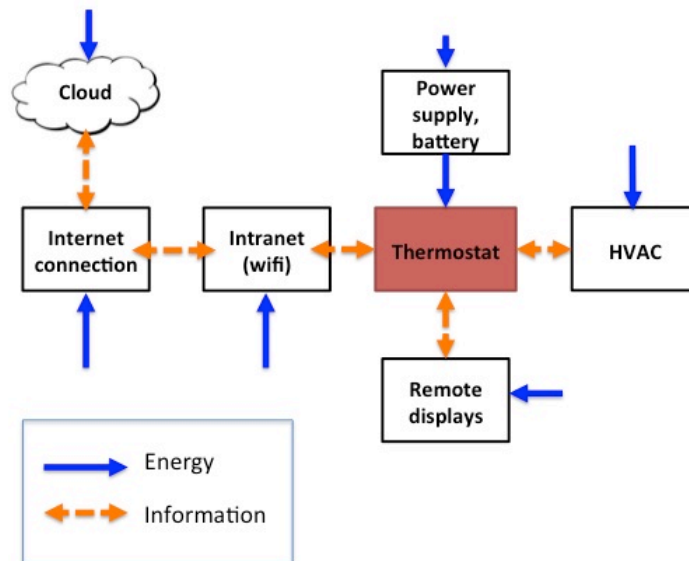 Cloud
Power
supply,
battery
Internet
connection
Intranet
(wifi)
Thermostat
HVAC
Remote
displays
Energy
Information